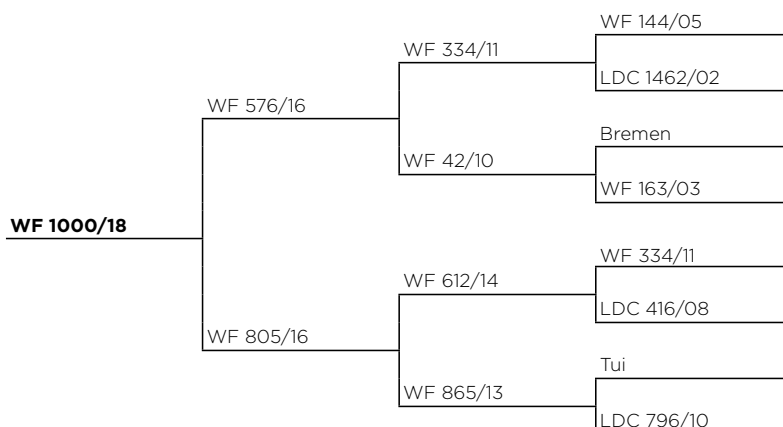 WF 144/05
WF 334/11
LDC 1462/02
WF 576/16
Bremen
WF 42/10
WF 163/03
WF 1000/18
WF 334/11
WF 612/14
LDC 416/08
WF 805/16
Tui
WF 865/13
LDC 796/10